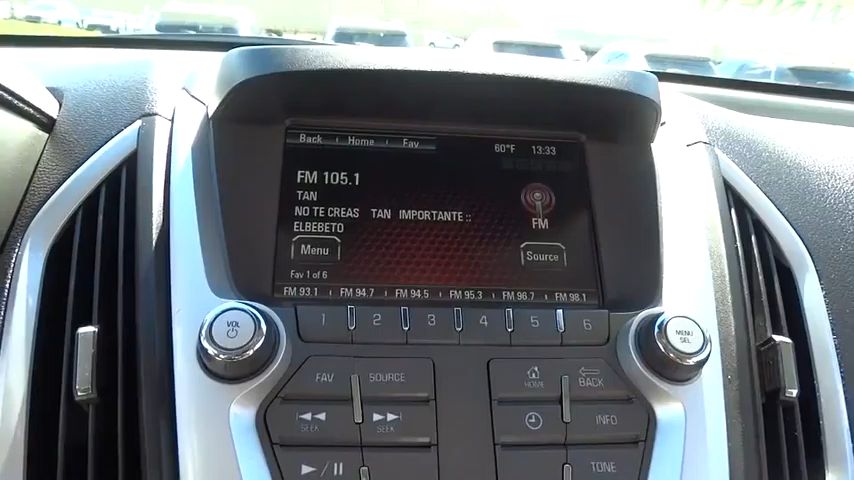 Back Home Fav 60°F 13:33
FM 105.1
TAN
NO TE CREAS TAN IMPORTANTE ::
ELBEBETO
FM
Menu Source
Fav 1 of 6
FM 93.1 FM 94.7 FM 94.5 FM 95.3 FM 96.7 FM 98.1
VOL 1 2 3 4 5 6 MENU
SELECT
FAV SOURCE HOME BACK
SEEK SEEK INFO
TONE